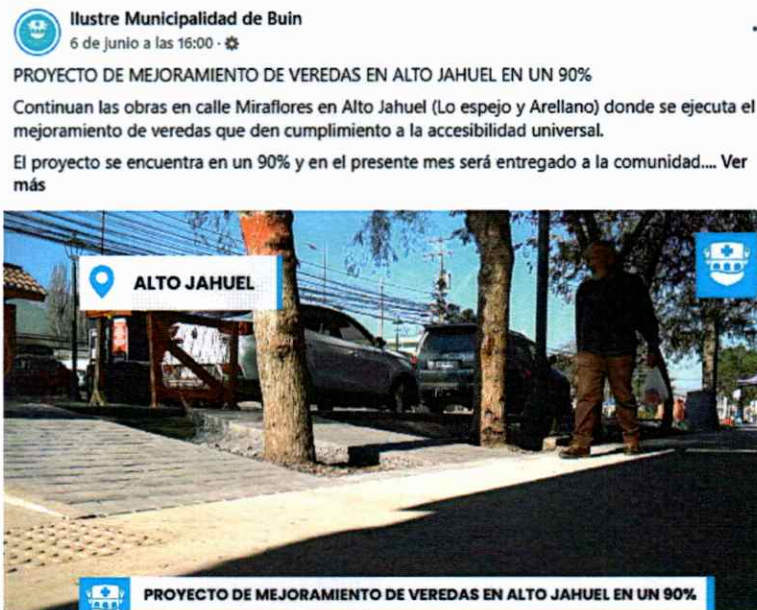 Ilustre Municipalidad de Buin
6 de junio a las 16:00 ·
PROYECTO DE MEJORAMIENTO DE VEREDAS EN ALTO JAHUEL EN UN 90%
Continuan las obras en calle Miraflores en Alto Jahuel (Lo espejo y Arellano) donde se ejecuta el
mejoramiento de veredas que den cumplimiento a la accesibilidad universal.
El proyecto se encuentra en un 90% y en el presente mes será entregado a la comunidad.... Ver
más
ALTO JAHUEL
PROYECTO DE MEJORAMIENTO DE VEREDAS EN ALTO JAHUEL EN UN 90%